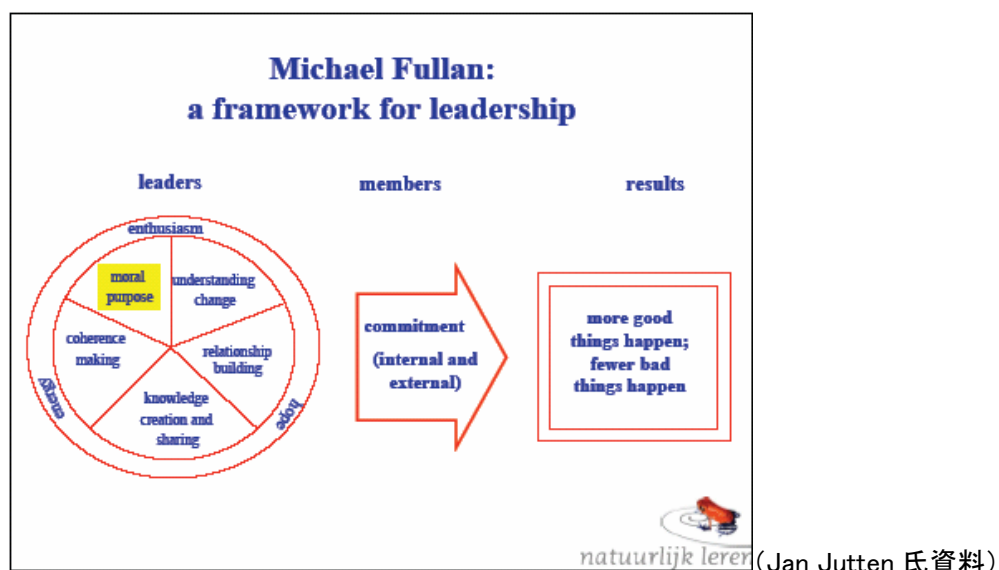 Michael Fullan:
a framework for leadership
leaders
members
results
enthusiasm
moral
purpose
understanding
change
coherence
making
relationship
building
knowledge
creation and
sharing
energy
hope
commitment
(internal and
external)
more good
things happen;
fewer bad
things happen
natuurlijk leren
(Jan Jutten 氏資料)